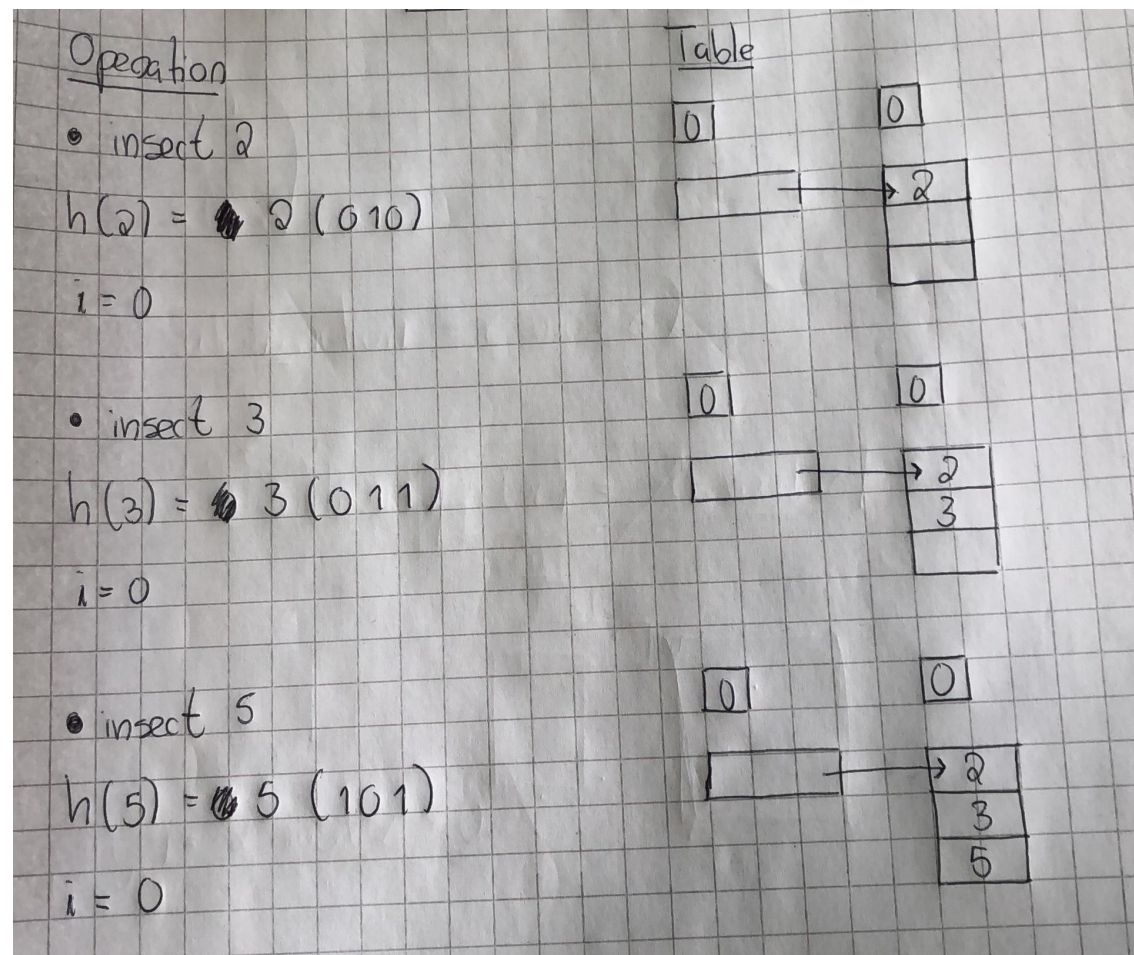 Operation
Table
• insert 2
0
0
h(2) = 2 (010)
2
i = 0
• insert 3
0
0
h(3) = 3 (011)
2
3
i = 0
• insert 5
0
0
h(5) = 5 (101)
2
3
5
i = 0